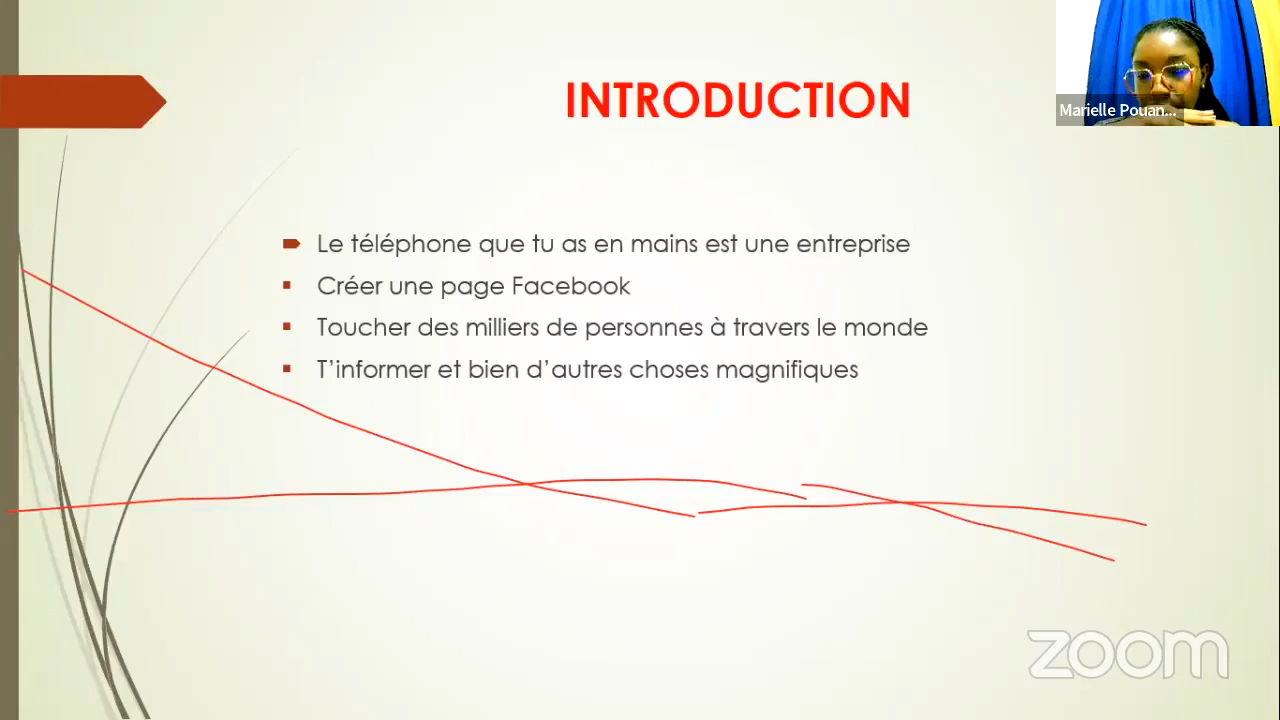 INTRODUCTION
Marielle Pouan...
Le téléphone que tu as en mains est une entreprise
Créer une page Facebook
Toucher des milliers de personnes à travers le monde
T'informer et bien d'autres choses magnifiques
zoom